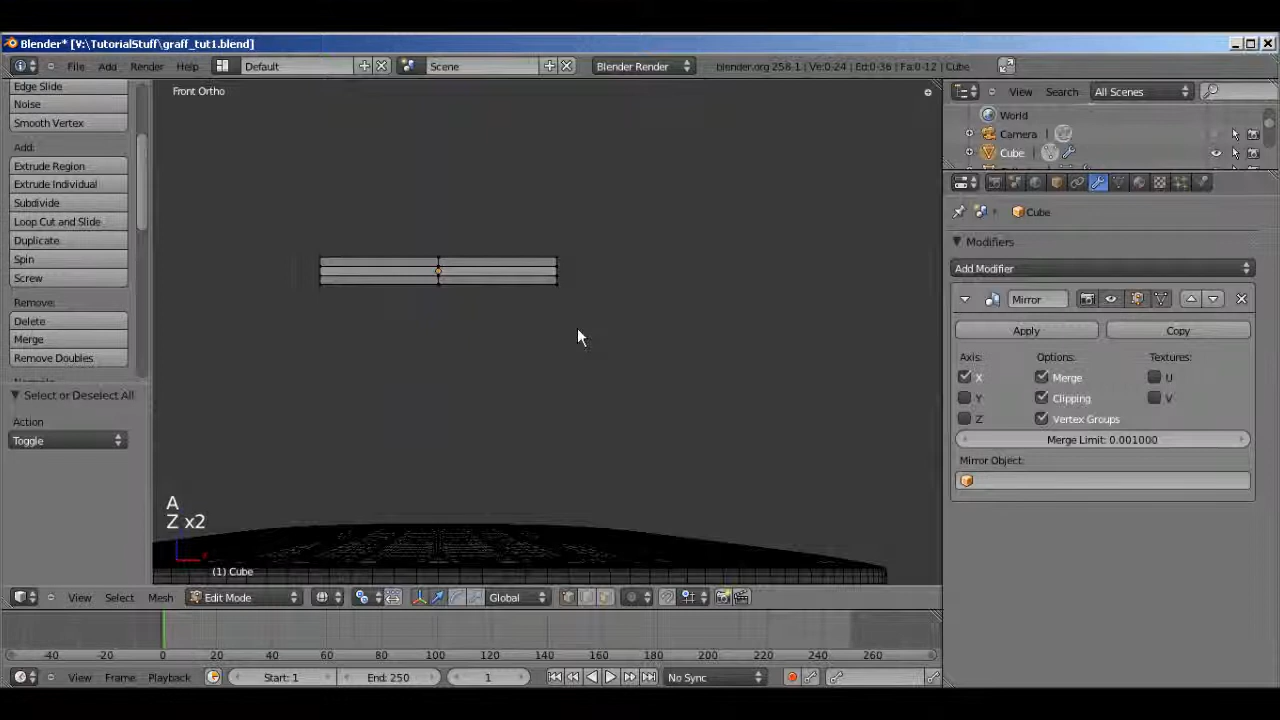 Blender* [V:\TutorialStuff\graff_tut1.blend]
File Add Render Help Default Scene Blender Render blender.org 258.1 | Ve:0-24 | Ed:0-36 | Fa:0-12 | Cube
Edge Slide
Noise
Smooth Vertex
Add:
Extrude Region
Extrude Individual
Subdivide
Loop Cut and Slide
Duplicate
Spin
Screw
Remove:
Delete
Merge
Remove Doubles
Select or Deselect All
Action
Toggle
Front Ortho
A
Z x2
(1) Cube
View Select Mesh Edit Mode Global
-40 -20 0 20 40 60 80 100 120 140 160 180 200 220 240 260
View Frame Playback Start: 1 End: 250 1 No Sync
View Search All Scenes
World
Camera
Cube
Cube
Modifiers
Add Modifier
Mirror
Apply Copy
Axis: Options: Textures:
X Merge U
Y Clipping V
Z Vertex Groups
Merge Limit: 0.001000
Mirror Object: